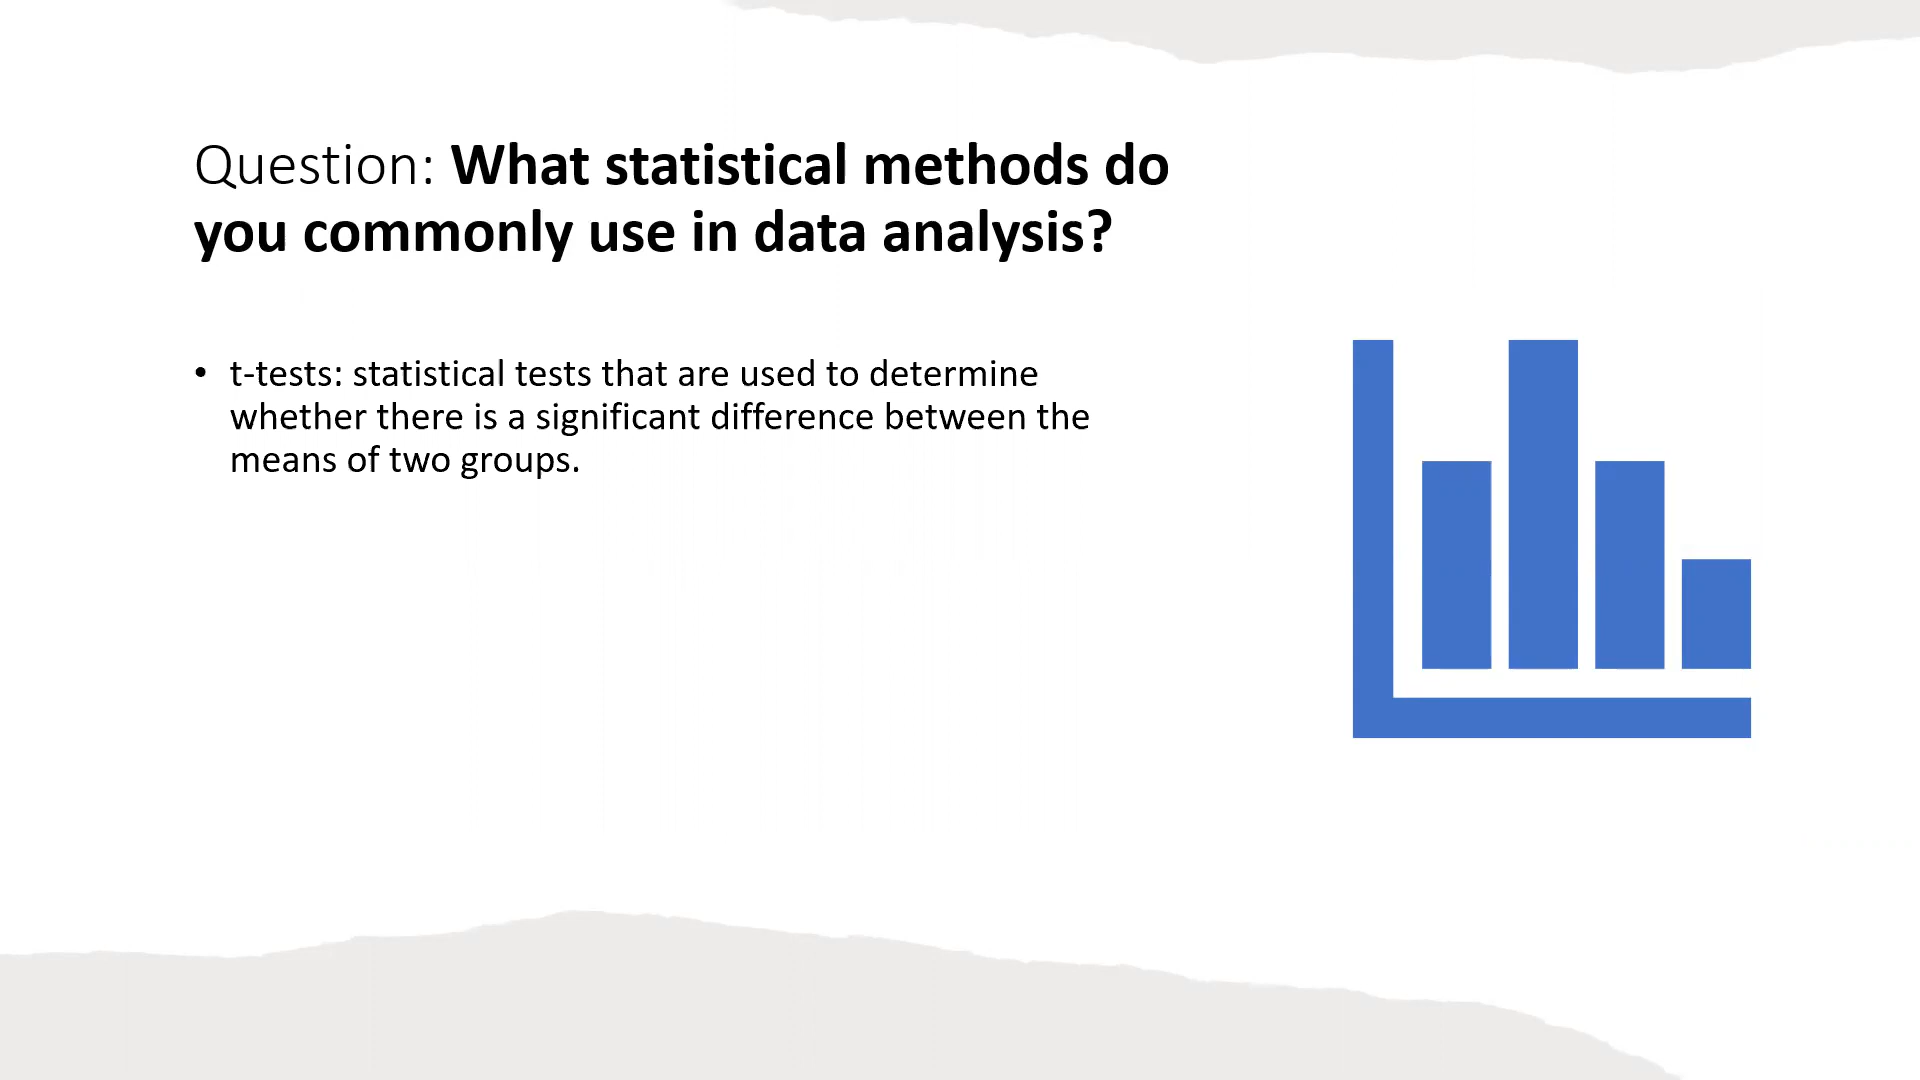 Question: What statistical methods do
you commonly use in data analysis?
• t-tests: statistical tests that are used to determine
whether there is a significant difference between the
means of two groups.